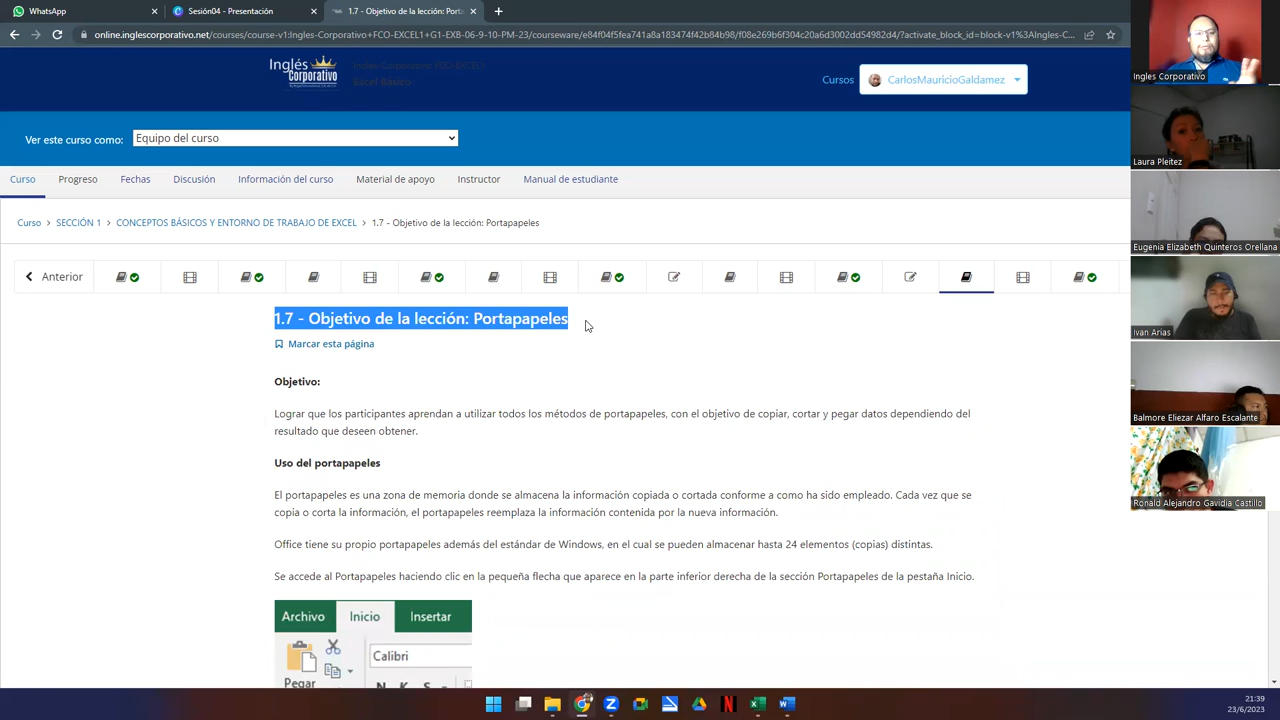 WhatsApp
Sesión04 - Presentación
1.7 - Objetivo de la lección: Porta
online.inglescorporativo.net/courses/course-v1:Ingles-Corporativo+FCO-EXCEL1+G1-EXB-06-9-10-PM-23/courseware/e84f04f5fea741a8a183474f42b84b98/f08e269b6f304c20a6d3002dd54982d4/?activate_block_id=block-v1%3AIngles-C...
Inglés
Corporativo
Ingles Corporativo: FCO-EXCEL1
Excel Básico
Cursos
CarlosMauricioGaldamez
Ver este curso como:
Equipo del curso
Curso
Progreso
Fechas
Discusión
Información del curso
Material de apoyo
Instructor
Manual de estudiante
Curso > SECCIÓN 1 > CONCEPTOS BÁSICOS Y ENTORNO DE TRABAJO DE EXCEL > 1.7 - Objetivo de la lección: Portapapeles
Anterior
1.7 - Objetivo de la lección: Portapapeles
Marcar esta página
Objetivo:
Lograr que los participantes aprendan a utilizar todos los métodos de portapapeles, con el objetivo de copiar, cortar y pegar datos dependiendo del
resultado que deseen obtener.
Uso del portapapeles
El portapapeles es una zona de memoria donde se almacena la información copiada o cortada conforme a como ha sido empleado. Cada vez que se
copia o corta la información, el portapapeles reemplaza la información contenida por la nueva información.
Office tiene su propio portapapeles además del estándar de Windows, en el cual se pueden almacenar hasta 24 elementos (copias) distintas.
Se accede al Portapapeles haciendo clic en la pequeña flecha que aparece en la parte inferior derecha de la sección Portapapeles de la pestaña Inicio.
Archivo
Inicio
Insertar
Calibri
Pegar
N K
Ingles Corporativo
Laura Pleitez
Eugenia Elizabeth Quinteros Orellana
Ivan Arias
Balmore Eliezar Alfaro Escalante
Ronald Alejandro Gavidia Castillo
21:39
23/6/2023